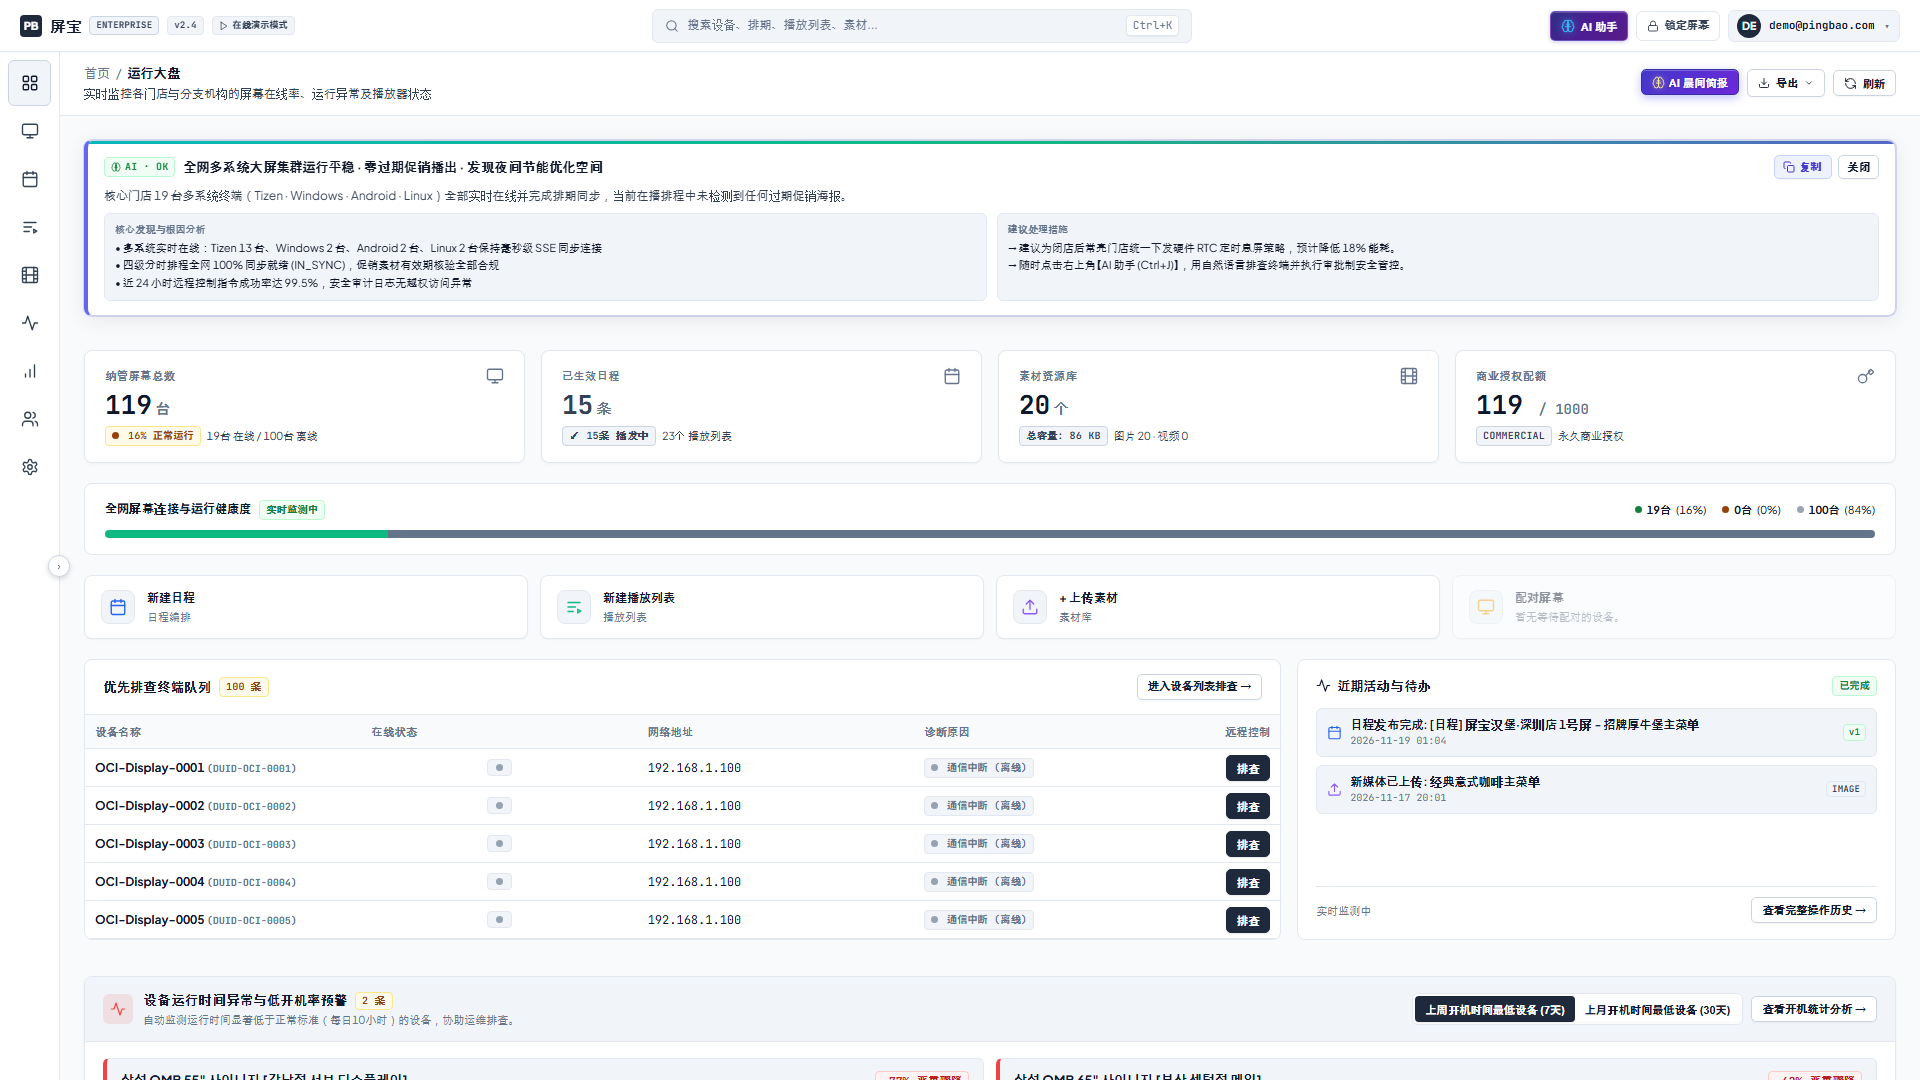 PB 屏宝 ENTERPRISE v2.4 ▷ 在线演示模式
搜索设备、排期、播放列表、素材... Ctrl+K
AI 助手 锁定屏幕 DE demo@pingbao.com
首页 / 运行大盘
实时监控各门店与分支机构的屏幕在线率、运行异常及播放器状态
AI 晨间简报 导出 刷新
AI · OK 全网多系统大屏集群运行平稳 · 零过期促销播出 · 发现夜间节能优化空间
复制 关闭
核心门店 19 台多系统终端（Tizen · Windows · Android · Linux）全部实时在线并完成排期同步，当前在播排程中未检测到任何过期促销海报。
核心发现与根因分析
• 多系统实时在线：Tizen 13 台、Windows 2 台、Android 2 台、Linux 2 台保持毫秒级 SSE 同步连接
• 四级分时排程全网 100% 同步就绪 (IN_SYNC)，促销素材有效期核验全部合规
• 近 24 小时远程控制指令成功率达 99.5%，安全审计日志无越权访问异常
建议处理措施
→ 建议为闭店后常亮门店统一下发硬件 RTC 定时息屏策略，预计降低 18% 能耗。
→ 随时点击右上角【AI 助手 (Ctrl+J)】，用自然语言排查终端并执行审批制安全管控。
纳管屏幕总数
119 台
16% 正常运行 19台 在线 / 100台 离线
已生效日程
15 条
✓ 15条 播发中 23个 播放列表
素材资源库
20 个
总容量: 86 KB 图片 20 · 视频 0
商业授权配额
119 / 1000
COMMERCIAL 永久商业授权
全网屏幕连接与运行健康度 实时监测中
19台 (16%) 0台 (0%) 100台 (84%)
新建日程
日程编排
新建播放列表
播放列表
+ 上传素材
素材库
配对屏幕
暂无等待配对的设备。
优先排查终端队列 100 条
进入设备列表排查 →
设备名称 在线状态 网络地址 诊断原因 远程控制
OCI-Display-0001 (DUID-OCI-0001) 192.168.1.100 通信中断 (离线) 排查
OCI-Display-0002 (DUID-OCI-0002) 192.168.1.100 通信中断 (离线) 排查
OCI-Display-0003 (DUID-OCI-0003) 192.168.1.100 通信中断 (离线) 排查
OCI-Display-0004 (DUID-OCI-0004) 192.168.1.100 通信中断 (离线) 排查
OCI-Display-0005 (DUID-OCI-0005) 192.168.1.100 通信中断 (离线) 排查
近期活动与待办 已完成
日程发布完成: [日程] 屏宝汉堡·深圳店 1号屏 - 招牌厚牛堡主菜单
2026-11-19 01:04
v1
新媒体已上传: 经典意式咖啡主菜单
2026-11-17 20:01
IMAGE
实时监测中 查看完整操作历史 →
设备运行时间异常与低开机率预警 2 条
自动监测运行时间显著低于正常标准（每日10小时）的设备，协助运维排查。
上周开机时间最低设备 (7天) 上月开机时间最低设备 (30天) 查看开机统计分析 →